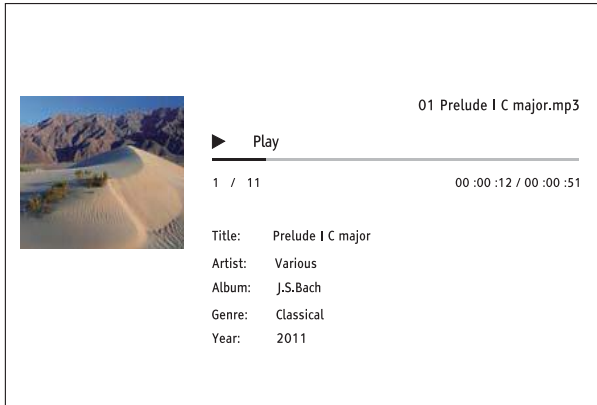 01 Prelude I C major.mp3
Play
1 / 11 00 :00 :12 / 00 :00 :51
Title: Prelude I C major
Artist: Various
Album: J.S.Bach
Genre: Classical
Year: 2011